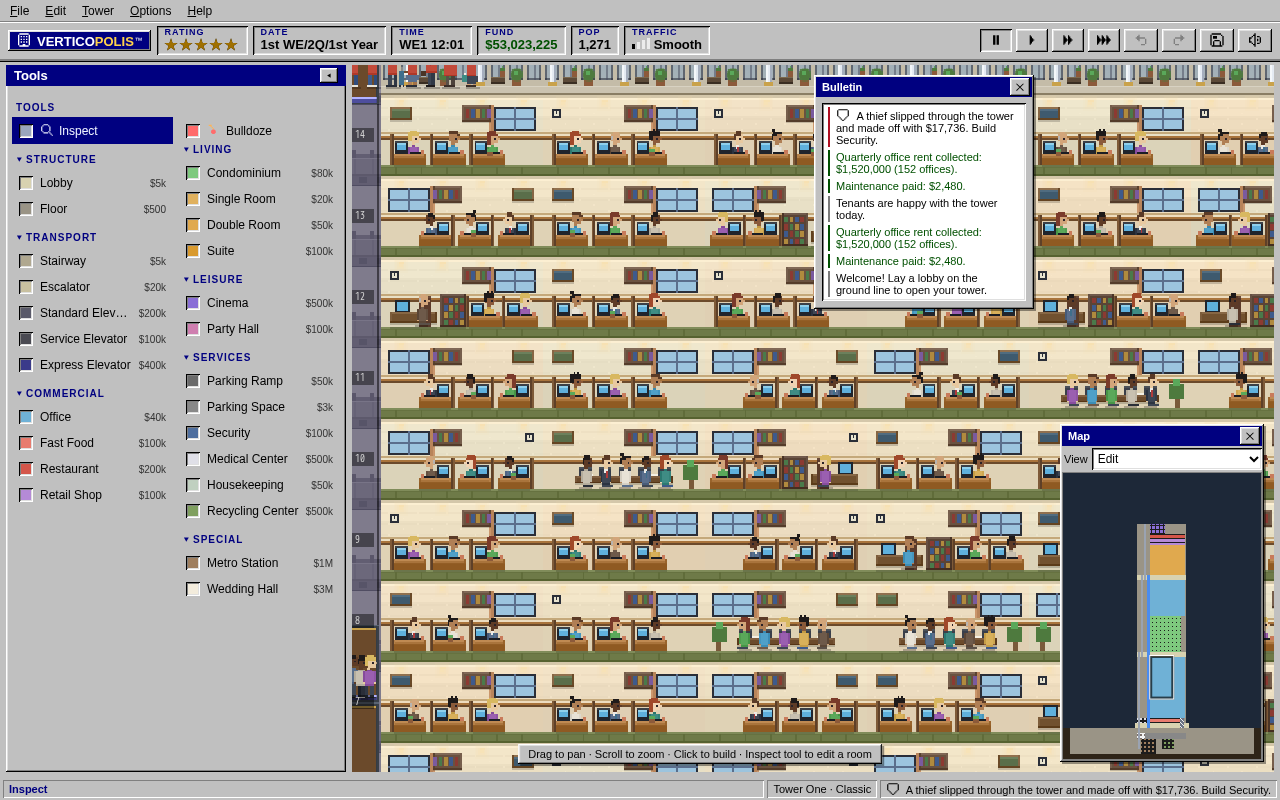 File Edit Tower Options Help
VERTICOPOLIS™
RATING
DATE
1st WE/2Q/1st Year
TIME
WE1 12:01
FUND
$53,023,225
POP
1,271
TRAFFIC
Smooth
Tools
TOOLS
Inspect
Bulldoze
STRUCTURE
Lobby $5k
Floor $500
TRANSPORT
Stairway $5k
Escalator $20k
Standard Elev… $200k
Service Elevator $100k
Express Elevator $400k
COMMERCIAL
Office $40k
Fast Food $100k
Restaurant $200k
Retail Shop $100k
LIVING
Condominium $80k
Single Room $20k
Double Room $50k
Suite $100k
LEISURE
Cinema $500k
Party Hall $100k
SERVICES
Parking Ramp $50k
Parking Space $3k
Security $100k
Medical Center $500k
Housekeeping $50k
Recycling Center $500k
SPECIAL
Metro Station $1M
Wedding Hall $3M
14
13
12
11
10
9
8
7
Bulletin
A thief slipped through the tower
and made off with $17,736. Build
Security.
Quarterly office rent collected:
$1,520,000 (152 offices).
Maintenance paid: $2,480.
Tenants are happy with the tower
today.
Quarterly office rent collected:
$1,520,000 (152 offices).
Maintenance paid: $2,480.
Welcome! Lay a lobby on the
ground line to open your tower.
Map
View Edit
Drag to pan · Scroll to zoom · Click to build · Inspect tool to edit a room
Inspect
Tower One · Classic
A thief slipped through the tower and made off with $17,736. Build Security.